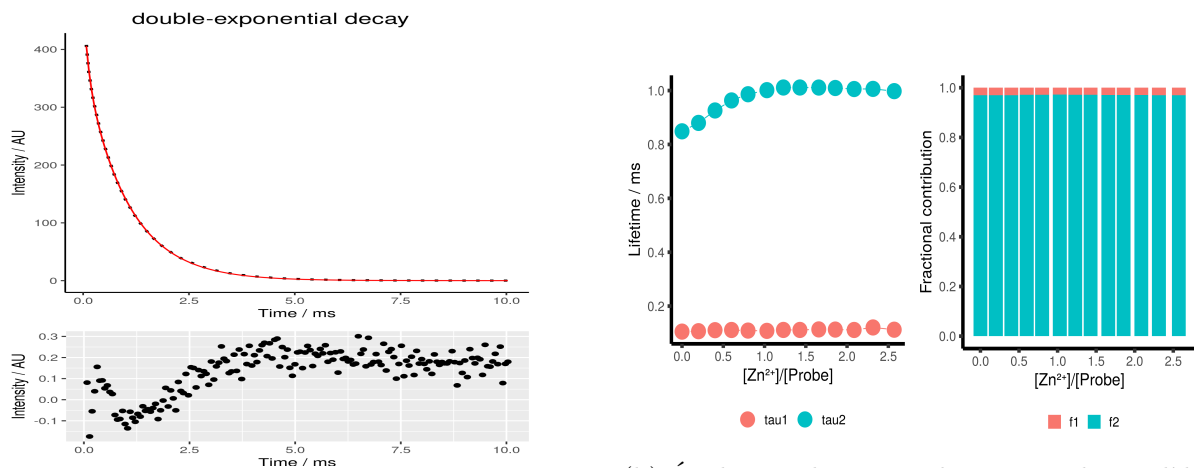 double-exponential decay
400
300
200
100
0
Intensity / AU
0.0 2.5 5.0 7.5 10.0
Time / ms
0.3
0.2
0.1
0.0
-0.1
Intensity / AU
0.0 2.5 5.0 7.5 10.0
Time / ms
1.0
0.8
0.6
0.4
0.2
Lifetime / ms
0.0 0.5 1.0 1.5 2.0 2.5
[Zn²⁺]/[Probe]
tau1 tau2
1.0
0.8
0.6
0.4
0.2
0.0
Fractional contribution
0.0 0.5 1.0 1.5 2.0 2.5
[Zn²⁺]/[Probe]
f1 f2